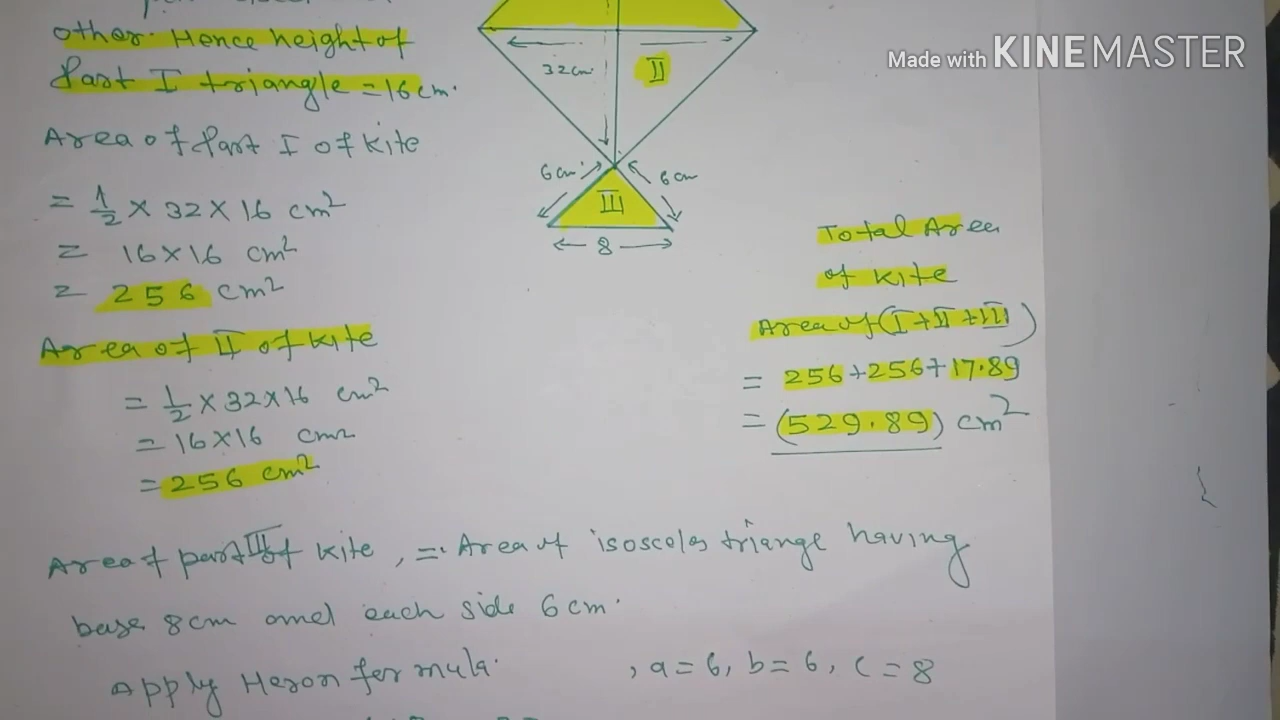 other. Hence height of
Part I triangle = 16 cm.
Area of Part I of kite
= 1/2 × 32 × 16 cm²
= 16×16 cm²
= 256 cm²
Area of II of kite
= 1/2 × 32 × 16 cm²
= 16×16 cm²
= 256 cm²
32 cm
II
6 cm
6 cm
III
8
Made with KINEMASTER
Total Area
of kite
Area of (I + II + III)
= 256+256+17.89
= (529.89) cm²
Area of part III of kite, = Area of isosceles triange having
base 8cm and each side 6 cm.
Apply Heron formula. , a = 6, b = 6, c = 8